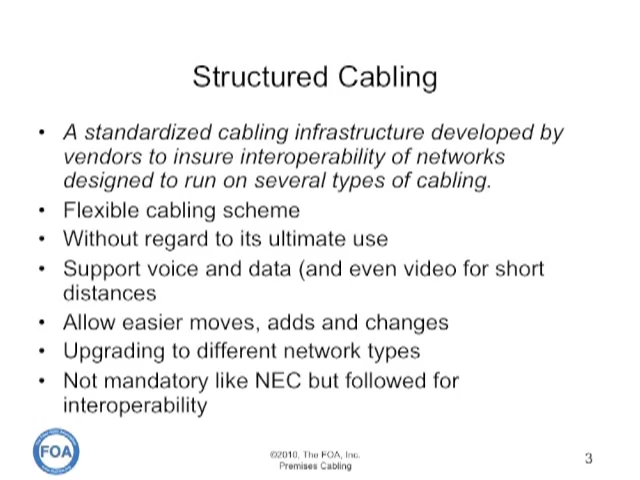 Structured Cabling
• A standardized cabling infrastructure developed by
vendors to insure interoperability of networks
designed to run on several types of cabling.
• Flexible cabling scheme
• Without regard to its ultimate use
• Support voice and data (and even video for short
distances
• Allow easier moves, adds and changes
• Upgrading to different network types
• Not mandatory like NEC but followed for
interoperability
FOA
©2010, The FOA, Inc.
Premises Cabling
3